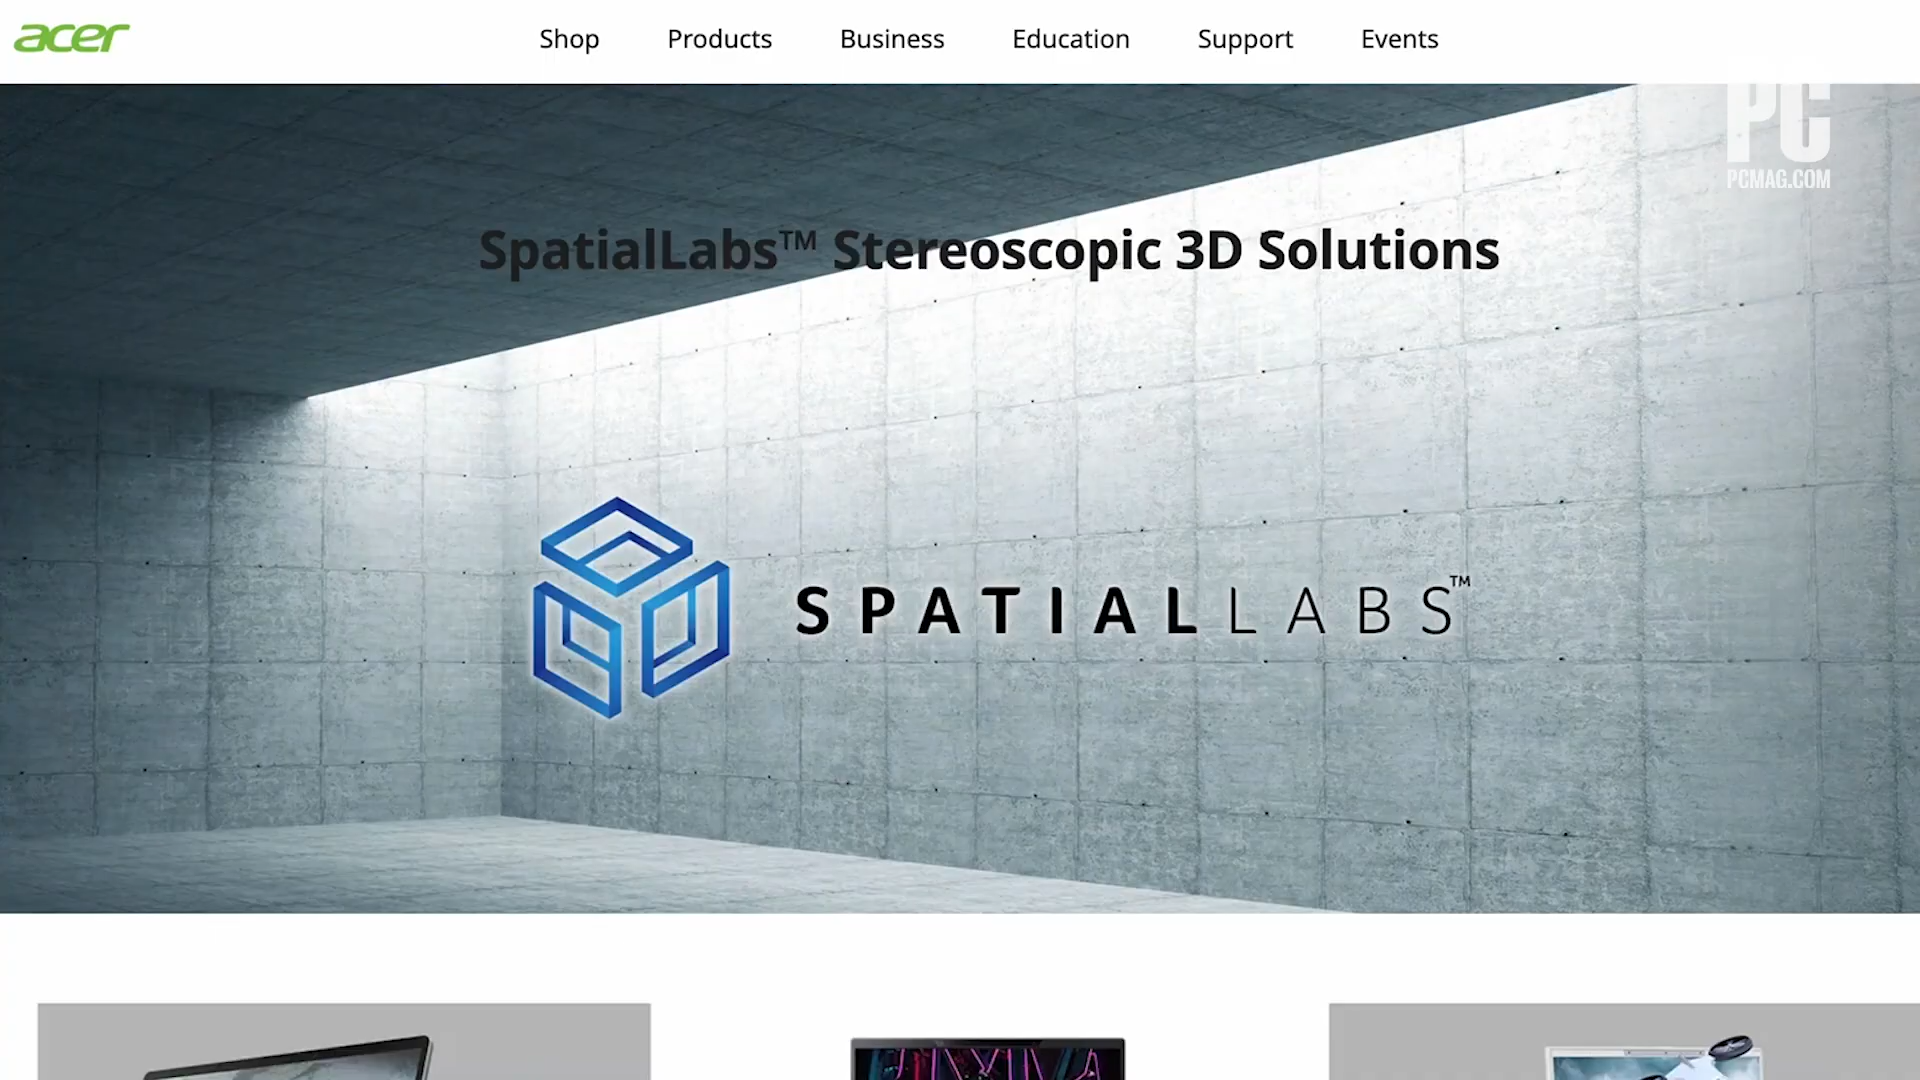 acer
Shop
Products
Business
Education
Support
Events
PC
PCMAG.COM
SpatialLabs™ Stereoscopic 3D Solutions
SPATIALLABS™